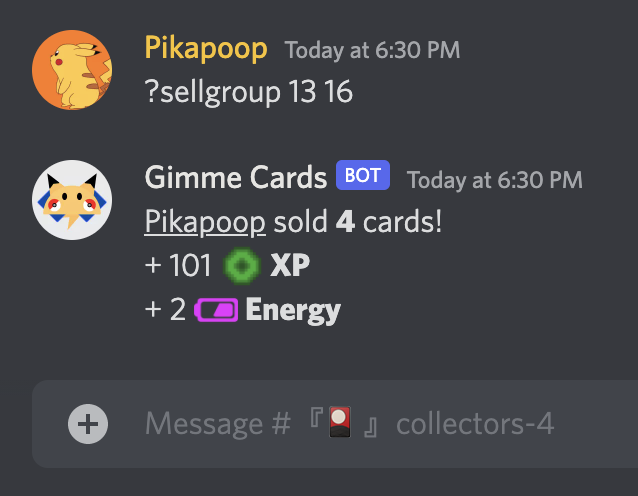 Pikapoop Today at 6:30 PM
?sellgroup 13 16
Gimme Cards BOT Today at 6:30 PM
Pikapoop sold 4 cards!
+ 101 XP
+ 2 Energy
Message # 『🎴 』 collectors-4